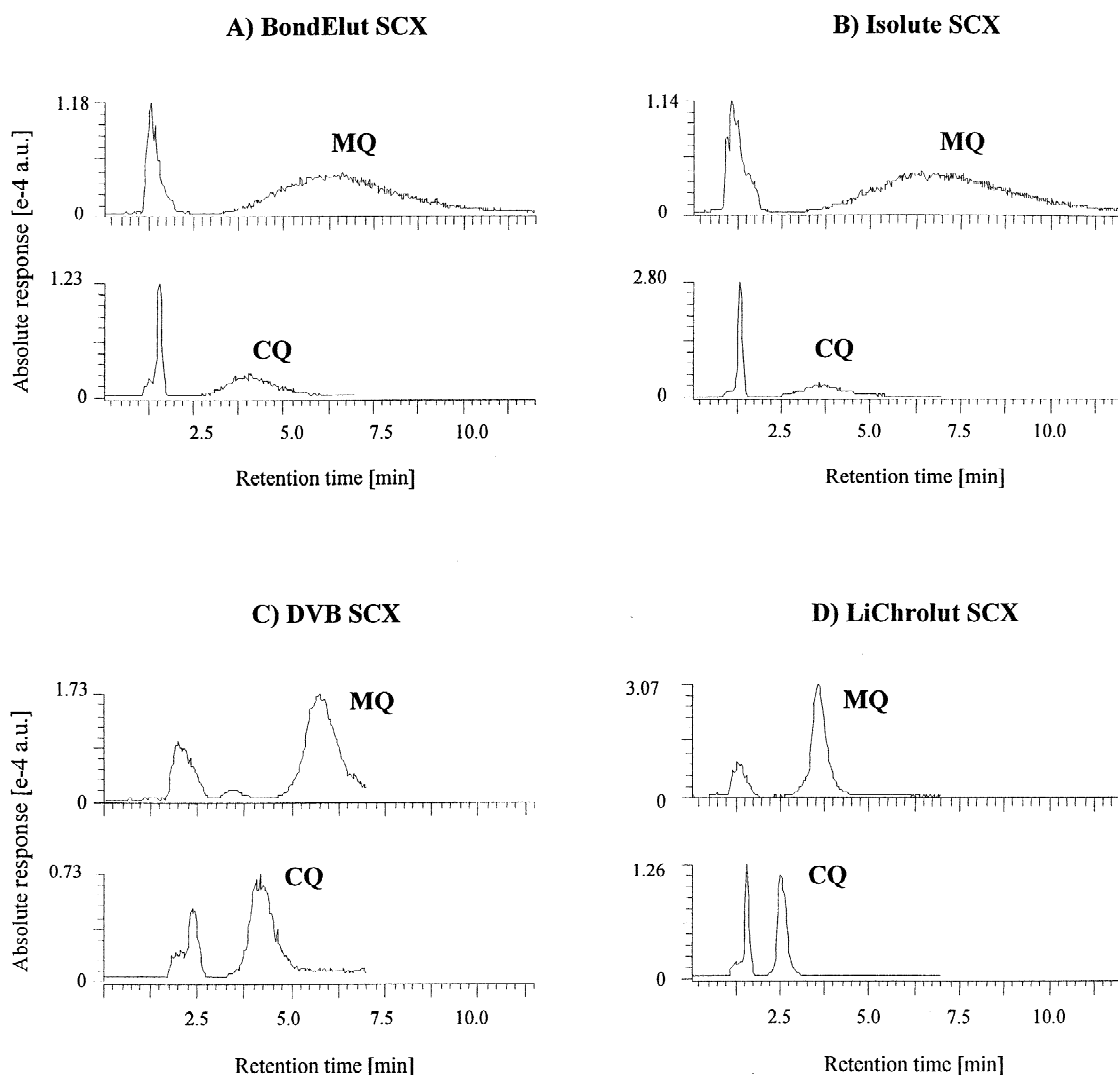 A) BondElut SCX
Absolute response [e-4 a.u.]
1.18
0
MQ
1.23
0
CQ
2.5 5.0 7.5 10.0
Retention time [min]
B) Isolute SCX
1.14
0
MQ
2.80
0
CQ
2.5 5.0 7.5 10.0
Retention time [min]
C) DVB SCX
Absolute response [e-4 a.u.]
1.73
0
MQ
0.73
0
CQ
2.5 5.0 7.5 10.0
Retention time [min]
D) LiChrolut SCX
3.07
0
MQ
1.26
0
CQ
2.5 5.0 7.5 10.0
Retention time [min]